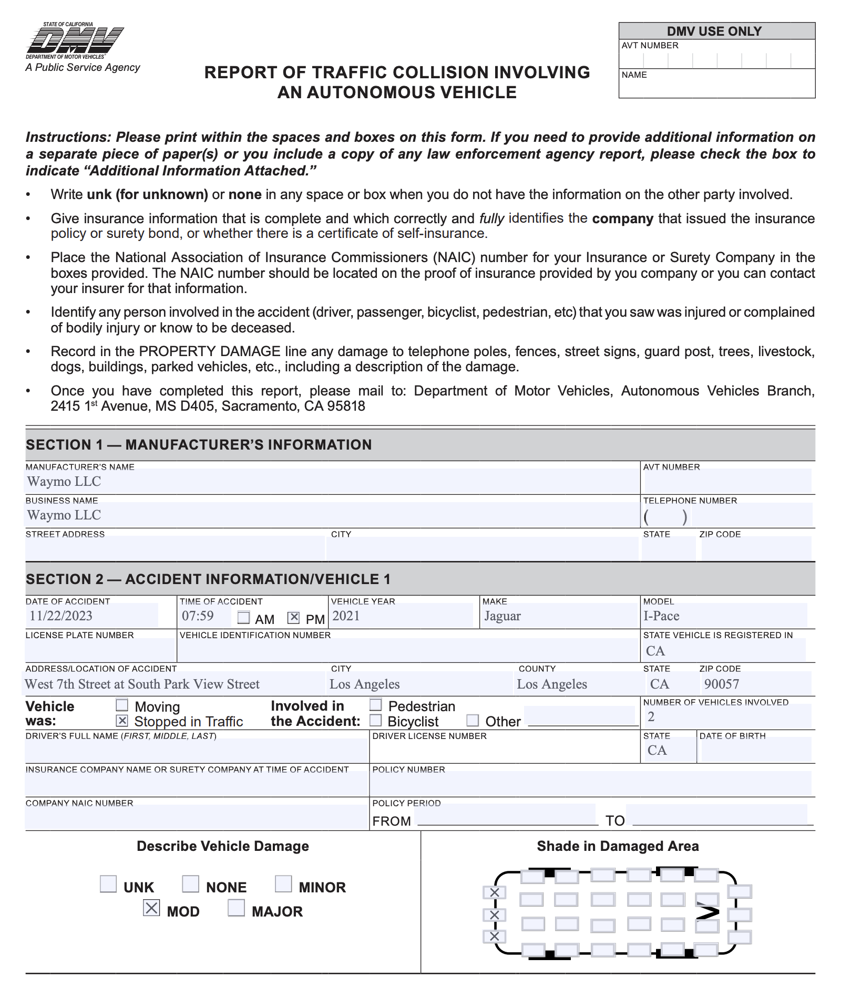 STATE OF CALIFORNIA
DMV
DEPARTMENT OF MOTOR VEHICLES®
A Public Service Agency
REPORT OF TRAFFIC COLLISION INVOLVING
AN AUTONOMOUS VEHICLE
DMV USE ONLY
AVT NUMBER
NAME
Instructions: Please print within the spaces and boxes on this form. If you need to provide additional information on
a separate piece of paper(s) or you include a copy of any law enforcement agency report, please check the box to
indicate “Additional Information Attached.”
• Write unk (for unknown) or none in any space or box when you do not have the information on the other party involved.
• Give insurance information that is complete and which correctly and fully identifies the company that issued the insurance
policy or surety bond, or whether there is a certificate of self-insurance.
• Place the National Association of Insurance Commissioners (NAIC) number for your Insurance or Surety Company in the
boxes provided. The NAIC number should be located on the proof of insurance provided by you company or you can contact
your insurer for that information.
• Identify any person involved in the accident (driver, passenger, bicyclist, pedestrian, etc) that you saw was injured or complained
of bodily injury or know to be deceased.
• Record in the PROPERTY DAMAGE line any damage to telephone poles, fences, street signs, guard post, trees, livestock,
dogs, buildings, parked vehicles, etc., including a description of the damage.
• Once you have completed this report, please mail to: Department of Motor Vehicles, Autonomous Vehicles Branch,
2415 1st Avenue, MS D405, Sacramento, CA 95818
SECTION 1 — MANUFACTURER’S INFORMATION
MANUFACTURER’S NAME AVT NUMBER
Waymo LLC
BUSINESS NAME TELEPHONE NUMBER
Waymo LLC ( )
STREET ADDRESS CITY STATE ZIP CODE
SECTION 2 — ACCIDENT INFORMATION/VEHICLE 1
DATE OF ACCIDENT TIME OF ACCIDENT VEHICLE YEAR MAKE MODEL
11/22/2023 07:59 AM PM 2021 Jaguar I-Pace
LICENSE PLATE NUMBER VEHICLE IDENTIFICATION NUMBER STATE VEHICLE IS REGISTERED IN
CA
ADDRESS/LOCATION OF ACCIDENT CITY COUNTY STATE ZIP CODE
West 7th Street at South Park View Street Los Angeles Los Angeles CA 90057
Vehicle Moving Involved in Pedestrian NUMBER OF VEHICLES INVOLVED
was: Stopped in Traffic the Accident: Bicyclist Other 2
DRIVER’S FULL NAME (FIRST, MIDDLE, LAST) DRIVER LICENSE NUMBER STATE DATE OF BIRTH
CA
INSURANCE COMPANY NAME OR SURETY COMPANY AT TIME OF ACCIDENT POLICY NUMBER
COMPANY NAIC NUMBER POLICY PERIOD
FROM TO
Describe Vehicle Damage Shade in Damaged Area
UNK NONE MINOR
MOD MAJOR